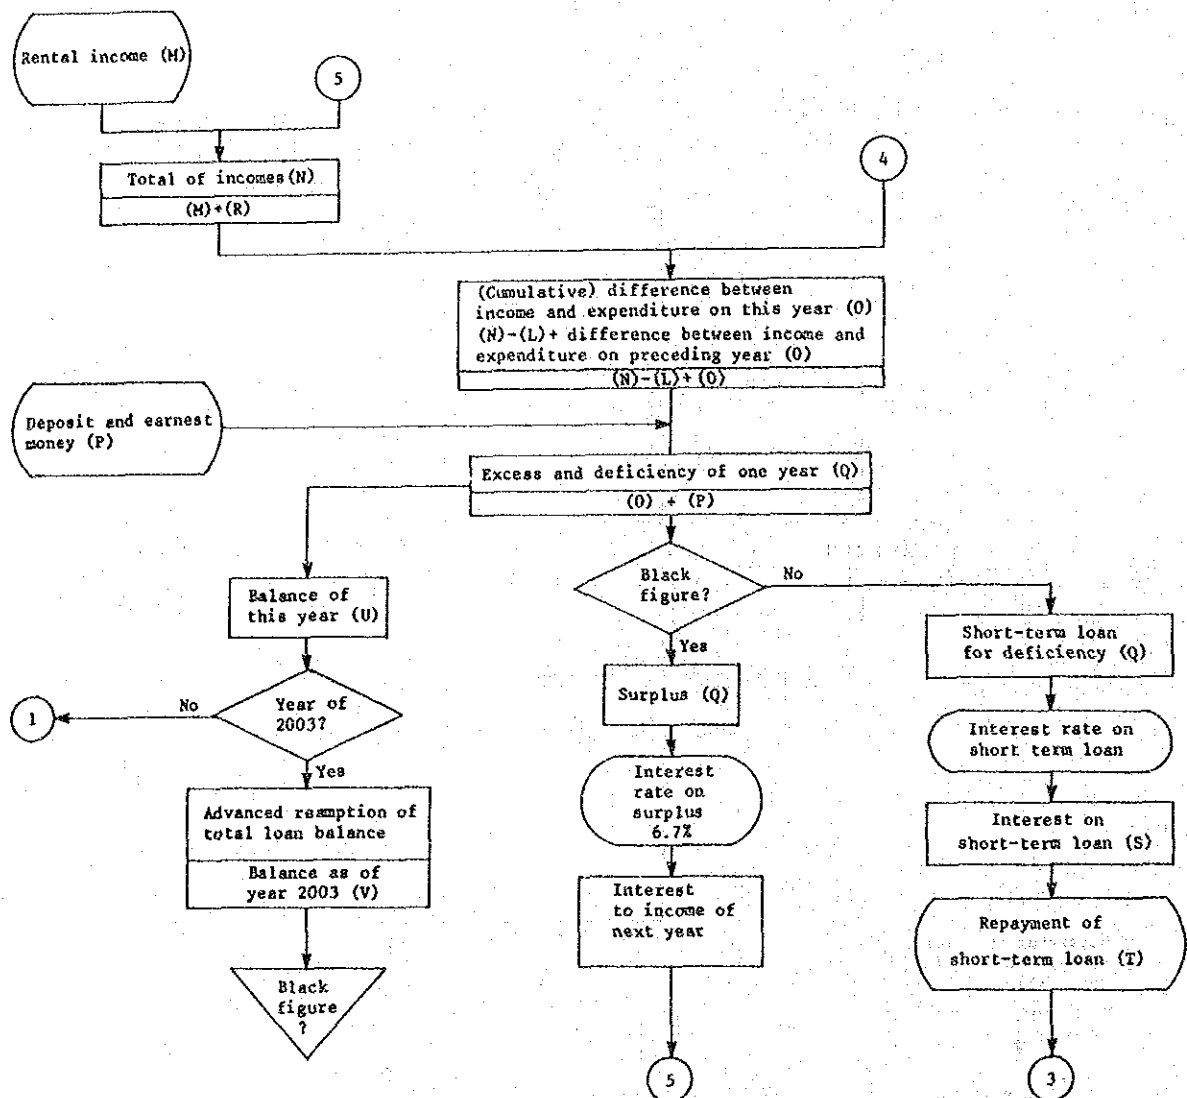 Rental income (M)
5
4
Total of incomes(N)
(M)+(R)
(Cumulative) difference between
income and expenditure on this year (O)
(N)-(L)+ difference between income and
expenditure on preceding year (O)
(N)-(L)+(O)
Deposit and earnest
money (P)
Excess and deficiency of one year (Q)
(O) + (P)
Balance of
this year (U)
Black
figure?
No
Yes
Short-term loan
for deficiency (Q)
1
No
Year of
2003?
Yes
Surplus (Q)
Interest rate on
short term loan
Interest
rate on
surplus
6.7%
Advanced resmption of
total loan balance
Balance as of
year 2003 (V)
Interest on
short-term loan (S)
Interest
to income of
next year
Repayment of
short-term loan (T)
Black
figure
?
5
3